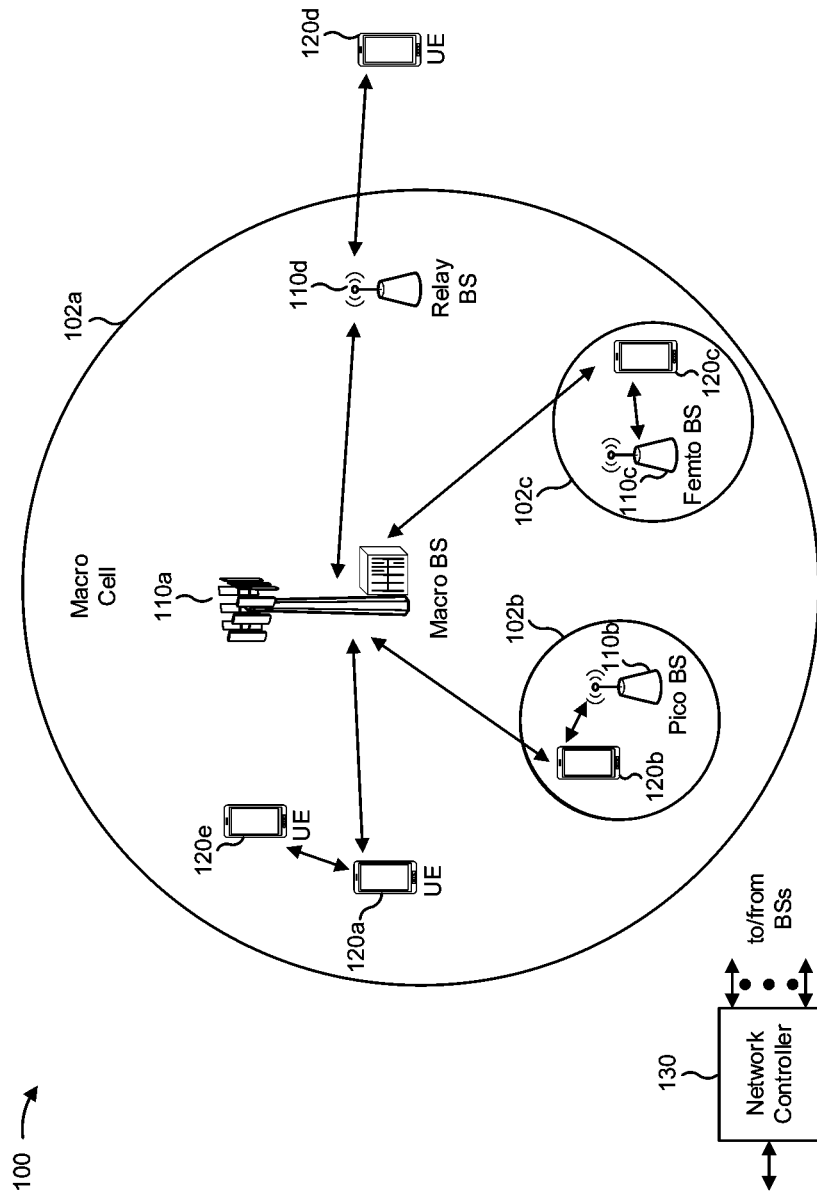 100
102a
Macro
Cell
110a
Macro BS
110d
Relay
BS
120d
UE
120e
UE
120a
UE
102b
110b
Pico BS
120b
102c
110c
Femto BS
120c
130
Network
Controller
to/from
BSs